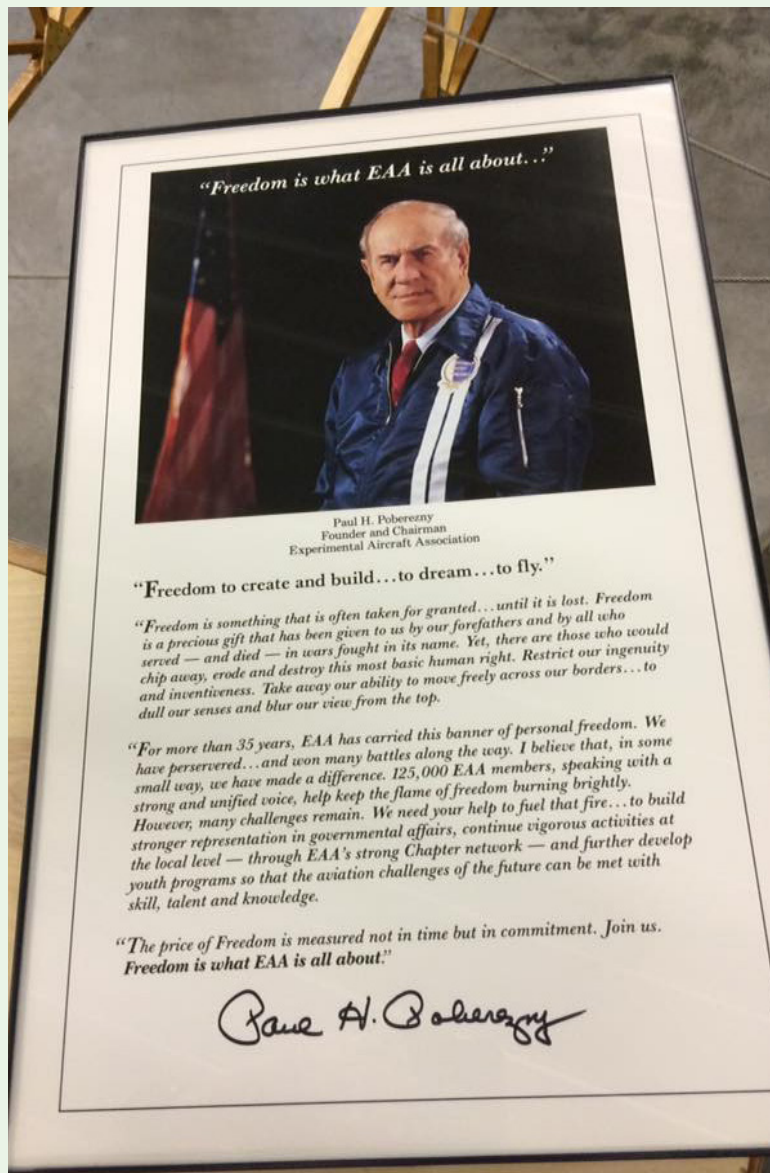 “Freedom is what EAA is all about...”
Paul H. Poberezny
Founder and Chairman
Experimental Aircraft Association
“Freedom to create and build...to dream...to fly.”
“Freedom is something that is often taken for granted...until it is lost. Freedom
is a precious gift that has been given to us by our forefathers and by all who
served — and died — in wars fought in its name. Yet, there are those who would
chip away, erode and destroy this most basic human right. Restrict our ingenuity
and inventiveness. Take away our ability to move freely across our borders...to
dull our senses and blur our view from the top.
“For more than 35 years, EAA has carried this banner of personal freedom. We
have perservered...and won many battles along the way. I believe that, in some
small way, we have made a difference. 125,000 EAA members, speaking with a
strong and unified voice, help keep the flame of freedom burning brightly.
However, many challenges remain. We need your help to fuel that fire...to build
stronger representation in governmental affairs, continue vigorous activities at
the local level — through EAA’s strong Chapter network — and further develop
youth programs so that the aviation challenges of the future can be met with
skill, talent and knowledge.
“The price of Freedom is measured not in time but in commitment. Join us.
Freedom is what EAA is all about.”
Paul H. Poberezny